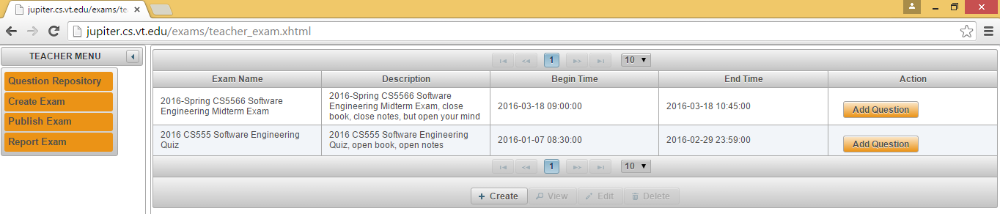 jupiter.cs.vt.edu/exams/tea
jupiter.cs.vt.edu/exams/teacher_exam.xhtml
TEACHER MENU
Question Repository
Create Exam
Publish Exam
Report Exam
1 10
Exam Name Description Begin Time End Time Action
2016-Spring CS5566 Software
Engineering Midterm Exam
2016-Spring CS5566 Software
Engineering Midterm Exam, close
book, close notes, but open your mind
2016-03-18 09:00:00
2016-03-18 10:45:00
Add Question
2016 CS555 Software Engineering
Quiz
2016 CS555 Software Engineering
Quiz, open book, open notes
2016-01-07 08:30:00
2016-02-29 23:59:00
Add Question
1 10
+ Create View Edit Delete